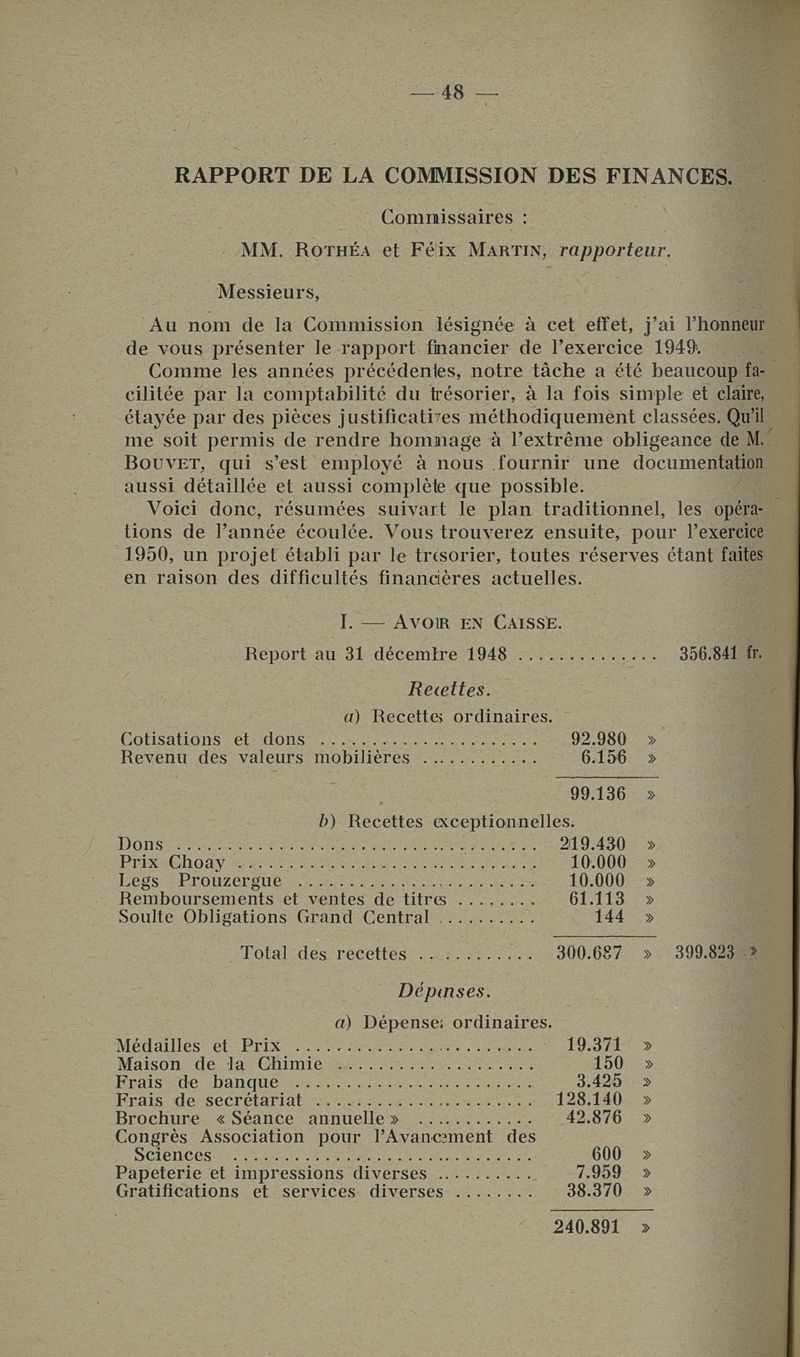 — 48 —
RAPPORT DE LA COMMISSION DES FINANCES.
Commissaires :
MM. ROTHÉA et Félix MARTIN, rapporteur.
Messieurs,
Au nom de la Commission désignée à cet effet, j'ai l'honneur
de vous présenter le rapport financier de l'exercice 1949.
Comme les années précédentes, notre tâche a été beaucoup fa-
cilitée par la comptabilité du trésorier, à la fois simple et claire,
étayée par des pièces justificatives méthodiquement classées. Qu'il
me soit permis de rendre hommage à l'extrême obligeance de M.
BOUVET, qui s'est employé à nous fournir une documentation
aussi détaillée et aussi complète que possible.
Voici donc, résumées suivant le plan traditionnel, les opéra-
tions de l'année écoulée. Vous trouverez ensuite, pour l'exercice
1950, un projet établi par le trésorier, toutes réserves étant faites
en raison des difficultés financières actuelles.
I. — AVOIR EN CAISSE.
Report au 31 décembre 1948 .............. 356.841 fr.
Recettes.
a) Recettes ordinaires.
Cotisations et dons ...................... 92.980 »
Revenu des valeurs mobilières ............ 6.156 »
99.136 »
b) Recettes exceptionnelles.
Dons .................................... 219.430 »
Prix Choay .............................. 10.000 »
Legs Prouzergue ........................ 10.000 »
Remboursements et ventes de titres ........ 61.113 »
Soulte Obligations Grand Central .......... 144 »
Total des recettes ............ 300.687 » 399.823 »
Dépenses.
a) Dépenses ordinaires.
Médailles et Prix ........................ 19.371 »
Maison de la Chimie .................... 150 »
Frais de banque ........................ 3.425 »
Frais de secrétariat ...................... 128.140 »
Brochure « Séance annuelle » ............ 42.876 »
Congrès Association pour l'Avancement des
Sciences .............................. 600 »
Papeterie et impressions diverses .......... 7.959 »
Gratifications et services diverses ........ 38.370 »
240.891 »